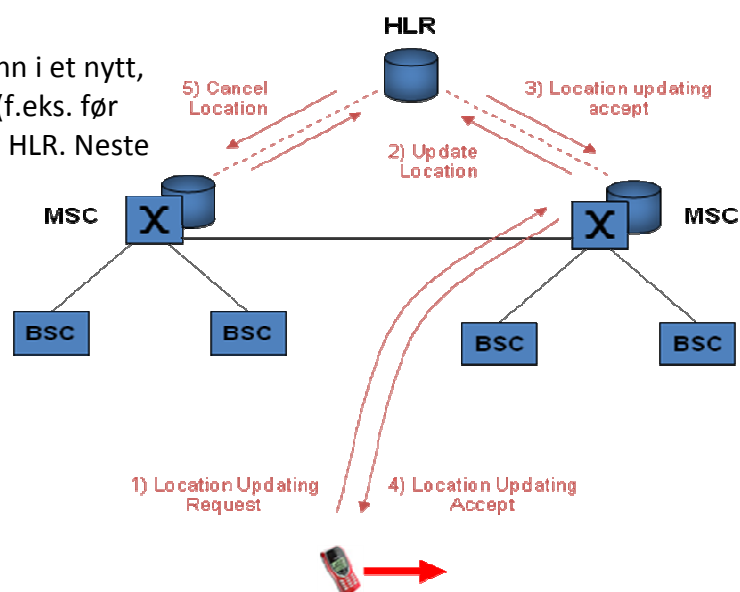 HLR
nn i et nytt,
(f.eks. før
HLR. Neste
5) Cancel
Location
3) Location updating
accept
2) Update
Location
MSC
X
X
MSC
BSC
BSC
BSC
BSC
1) Location Updating
Request
4) Location Updating
Accept